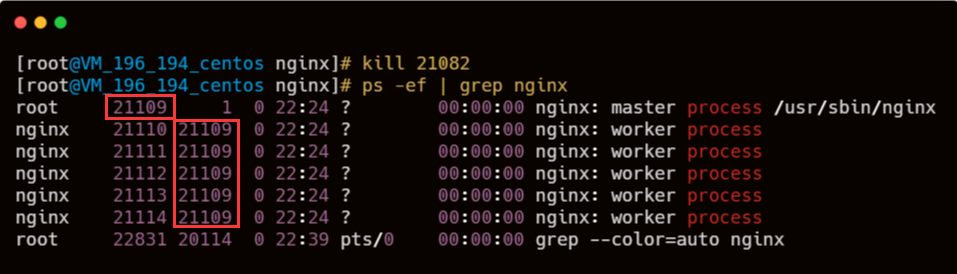 [root@VM_196_194_centos nginx]# kill 21082
[root@VM_196_194_centos nginx]# ps -ef | grep nginx
root     21109     1  0 22:24 ?        00:00:00 nginx: master process /usr/sbin/nginx
nginx    21110 21109  0 22:24 ?        00:00:00 nginx: worker process
nginx    21111 21109  0 22:24 ?        00:00:00 nginx: worker process
nginx    21112 21109  0 22:24 ?        00:00:00 nginx: worker process
nginx    21113 21109  0 22:24 ?        00:00:00 nginx: worker process
nginx    21114 21109  0 22:24 ?        00:00:00 nginx: worker process
root     22831 20114  0 22:39 pts/0    00:00:00 grep --color=auto nginx